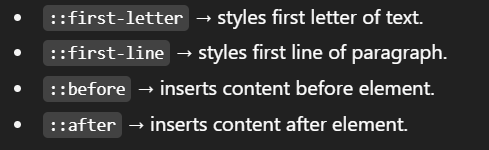 • ::first-letter → styles first letter of text.
• ::first-line → styles first line of paragraph.
• ::before → inserts content before element.
• ::after → inserts content after element.